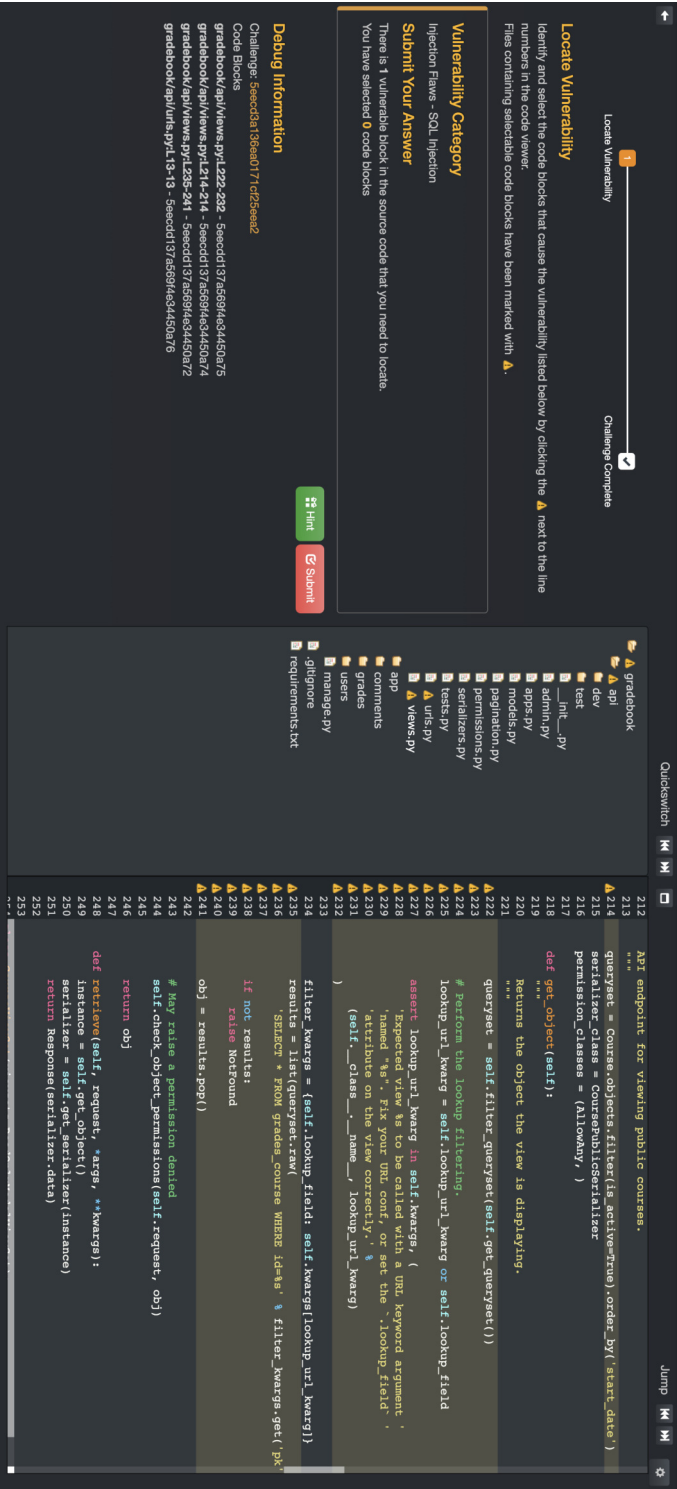 Locate Vulnerability
Challenge Complete
1
Locate Vulnerability
Identify and select the code blocks that cause the vulnerability listed below by clicking the ⚠ next to the line
numbers in the code viewer.
Files containing selectable code blocks have been marked with ⚠.
Vulnerability Category
Injection Flaws - SQL Injection
Submit Your Answer
There is 1 vulnerable block in the source code that you need to locate.
You have selected 0 code blocks
Hint
Submit
Debug Information
Challenge: 5eecd3a136ea0171cf25eea2
Code Blocks
gradebook/api/views.py:L222-232 - 5eecdd137a569f4e34450a75
gradebook/api/views.py:L214-214 - 5eecdd137a569f4e34450a74
gradebook/api/views.py:L235-241 - 5eecdd137a569f4e34450a72
gradebook/api/urls.py:L13-13 - 5eecdd137a569f4e34450a76
Quickswitch
Jump
gradebook
api
dev
test
__init__.py
admin.py
apps.py
models.py
pagination.py
permissions.py
serializers.py
tests.py
urls.py
views.py
app
comments
grades
users
manage.py
.gitignore
requirements.txt
212 API endpoint for viewing public courses.
213 """
214 queryset = Course.objects.filter(is_active=True).order_by('start_date')
215 serializer_class = CoursePublicSerializer
216 permission_classes = (AllowAny, )
217
218 def get_object(self):
219 """
220 Returns the object the view is displaying.
221 """
222 queryset = self.filter_queryset(self.get_queryset())
223
224 # Perform the lookup filtering.
225 lookup_url_kwarg = self.lookup_url_kwarg or self.lookup_field
226
227 assert lookup_url_kwarg in self.kwargs, (
228 'Expected view %s to be called with a URL keyword argument '
229 'named "%s". Fix your URL conf, or set the `.lookup_field` '
230 'attribute on the view correctly.' %
231 (self.__class__.__name__, lookup_url_kwarg)
232 )
233
234 filter_kwargs = {self.lookup_field: self.kwargs[lookup_url_kwarg]}
235 results = list(queryset.raw(
236 'SELECT * FROM grades_course WHERE id=%s' % filter_kwargs.get('pk'
237
238 if not results:
239 raise NotFound
240
241 obj = results.pop()
242
243 # May raise a permission denied
244 self.check_object_permissions(self.request, obj)
245
246 return obj
247
248 def retrieve(self, request, *args, **kwargs):
249 instance = self.get_object()
250 serializer = self.get_serializer(instance)
251 return Response(serializer.data)
252
253